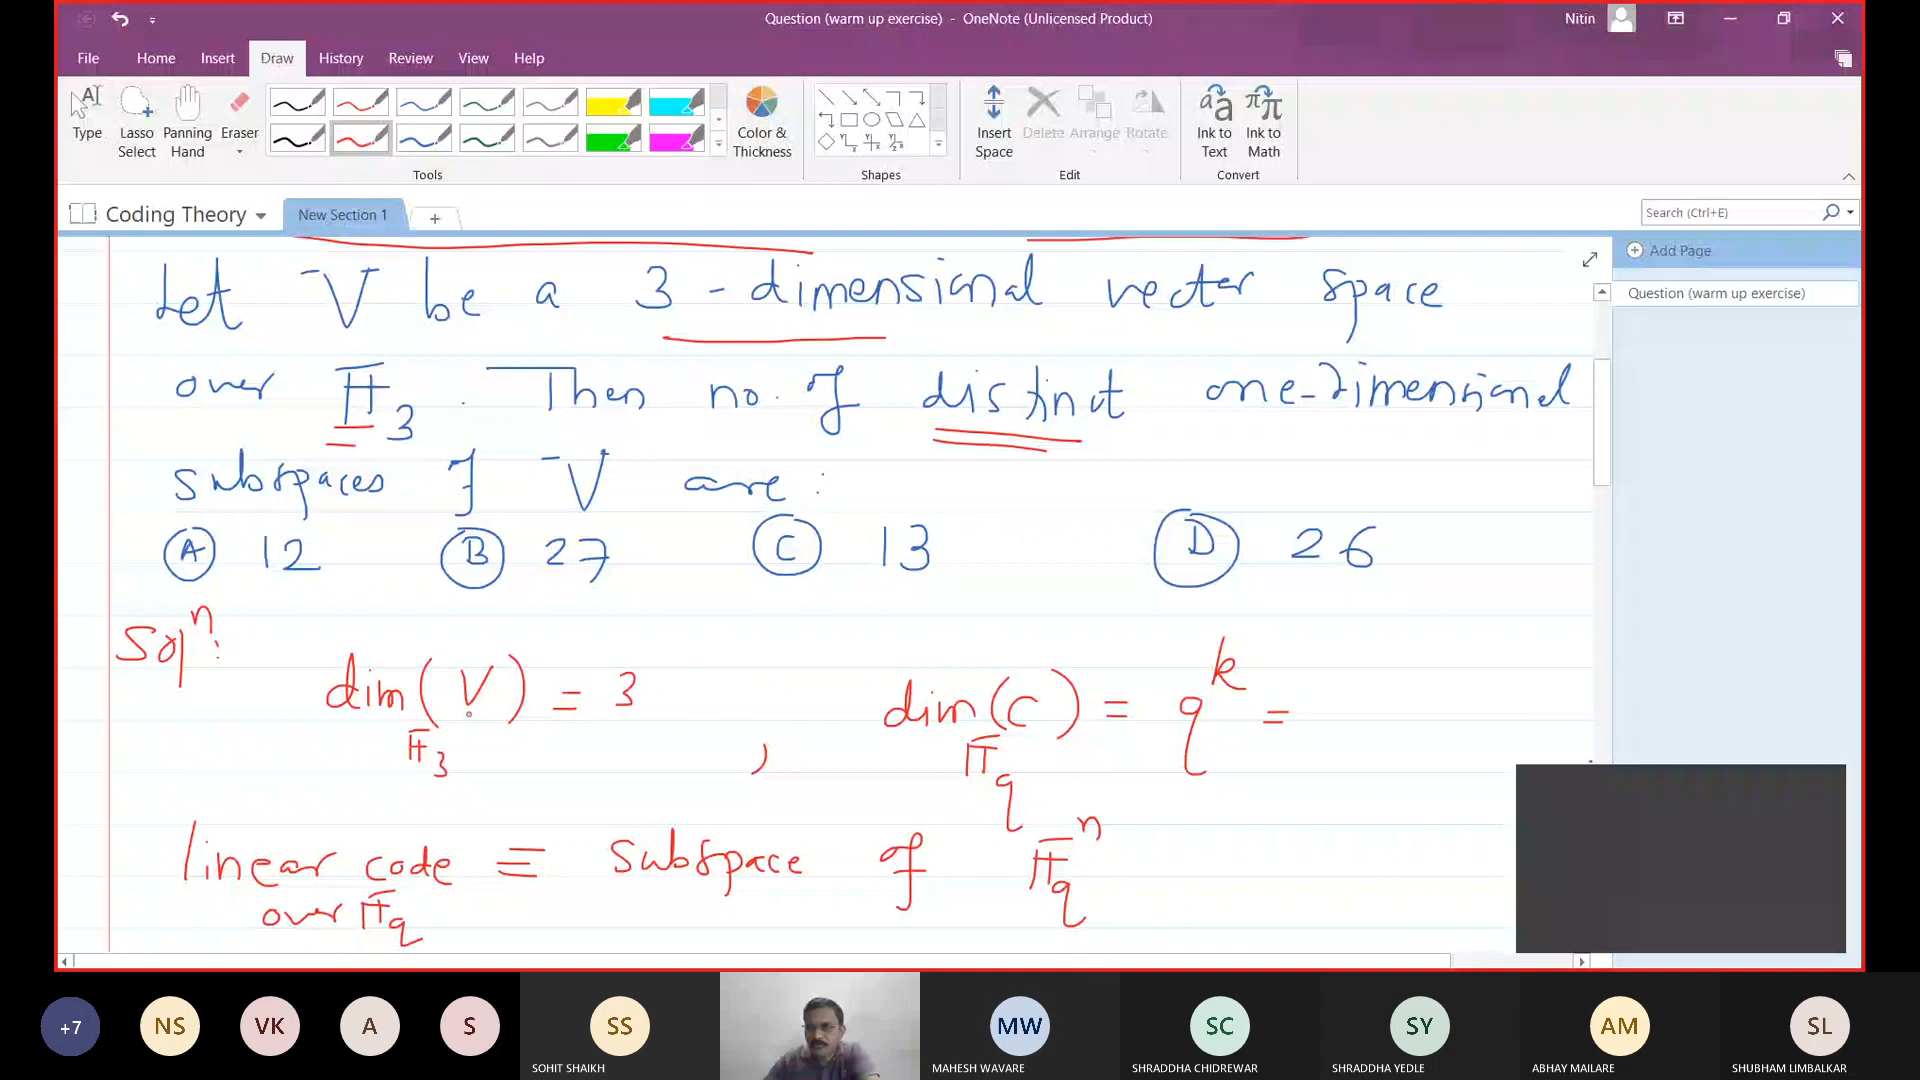 Question (warm up exercise) - OneNote (Unlicensed Product)
Nitin
File Home Insert Draw History Review View Help
Type
Lasso Select
Panning Hand
Eraser
Color & Thickness
Insert Space
Delete
Arrange
Rotate
Ink to Text
Ink to Math
Tools
Shapes
Edit
Convert
Coding Theory
New Section 1
Search (Ctrl+E)
Add Page
Question (warm up exercise)
Let V be a 3-dimensional vector space
over 𝔽₃. Then no. of distinct one-dimensional
subspaces of V are:
(A) 12 (B) 27 (C) 13 (D) 26
Solⁿ:
dim(V) = 3 , dim(C) = q^k =
𝔽₃ 𝔽q
linear code ≡ subspace of 𝔽qⁿ
over 𝔽q
+7 NS VK A S SS MW SC SY AM SL
SOHIT SHAIKH MAHESH WAVARE SHRADDHA CHIDREWAR SHRADDHA YEDLE ABHAY MAILARE SHUBHAM LIMBALKAR